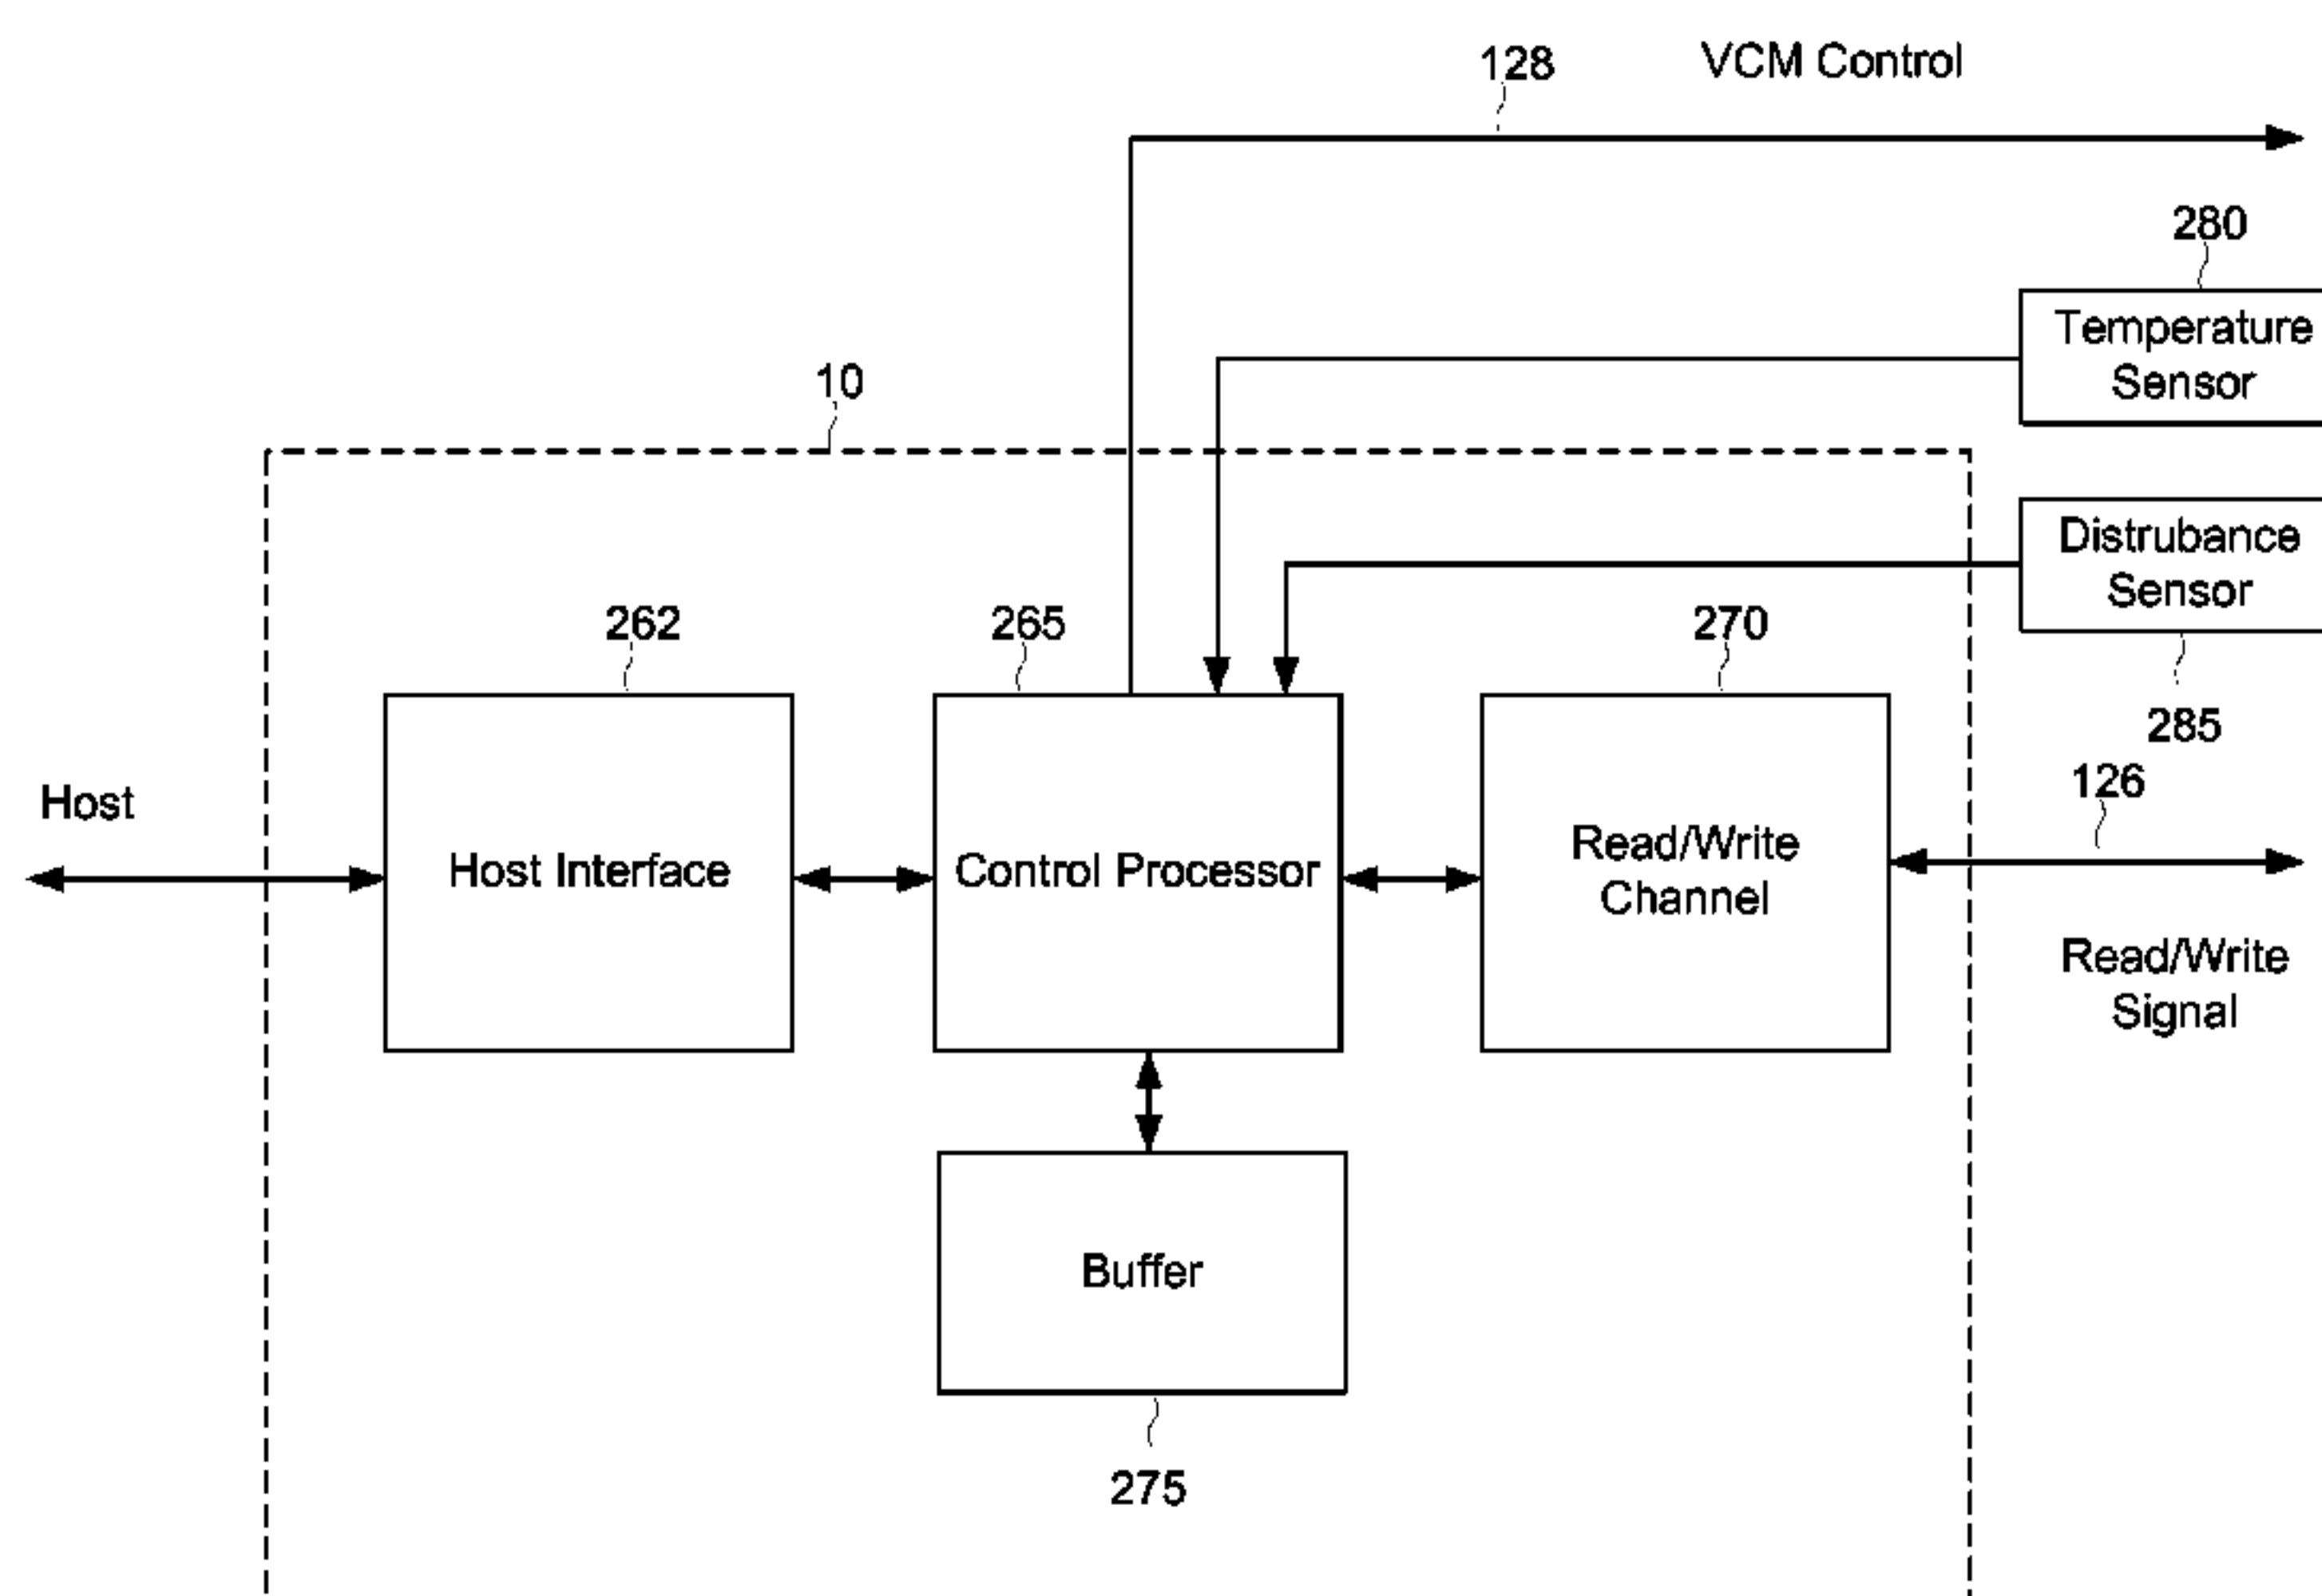 128
VCM Control
280
Temperature
Sensor
10
Distrubance
Sensor
262
265
270
285
126
Host
Host Interface
Control Processor
Read/Write
Channel
Read/Write
Signal
Buffer
275